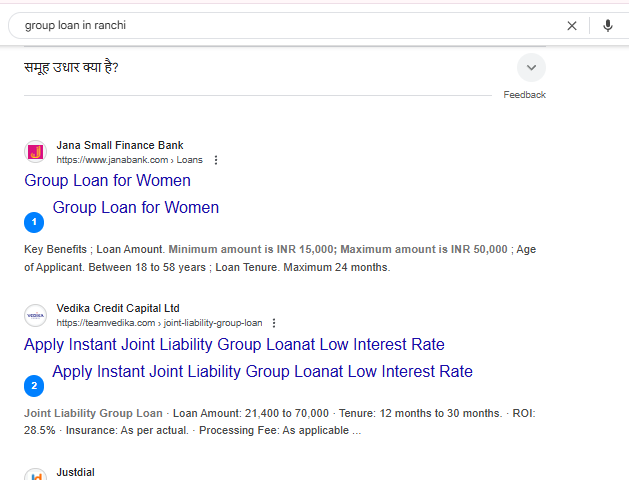 group loan in ranchi
समूह उधार क्या है?
Feedback
Jana Small Finance Bank
https://www.janabank.com › Loans
Group Loan for Women
Group Loan for Women
1
Key Benefits ; Loan Amount. Minimum amount is INR 15,000; Maximum amount is INR 50,000 ; Age
of Applicant. Between 18 to 58 years ; Loan Tenure. Maximum 24 months.
VEDIKA
Vedika Credit Capital Ltd
https://teamvedika.com › joint-liability-group-loan
Apply Instant Joint Liability Group Loanat Low Interest Rate
Apply Instant Joint Liability Group Loanat Low Interest Rate
2
Joint Liability Group Loan · Loan Amount: 21,400 to 70,000 · Tenure: 12 months to 30 months. · ROI:
28.5% · Insurance: As per actual. · Processing Fee: As applicable ...
Justdial